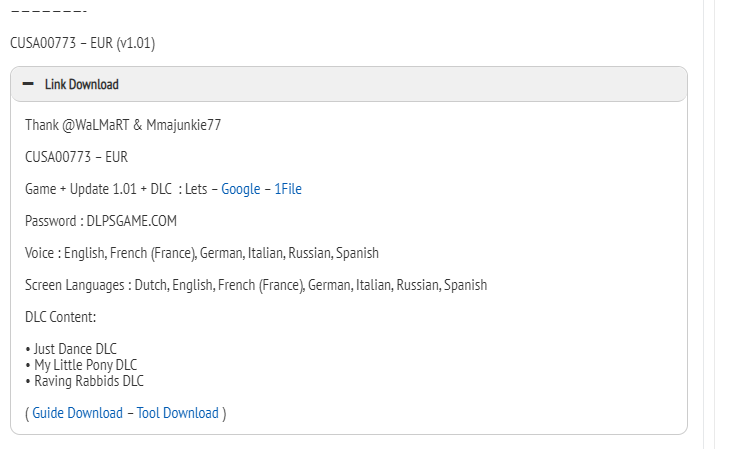 ———————-
CUSA00773 – EUR (v1.01)
Link Download
Thank @WaLMaRT & Mmajunkie77
CUSA00773 – EUR
Game + Update 1.01 + DLC : Lets – Google – 1File
Password : DLPSGAME.COM
Voice : English, French (France), German, Italian, Russian, Spanish
Screen Languages : Dutch, English, French (France), German, Italian, Russian, Spanish
DLC Content:
• Just Dance DLC
• My Little Pony DLC
• Raving Rabbids DLC
( Guide Download – Tool Download )